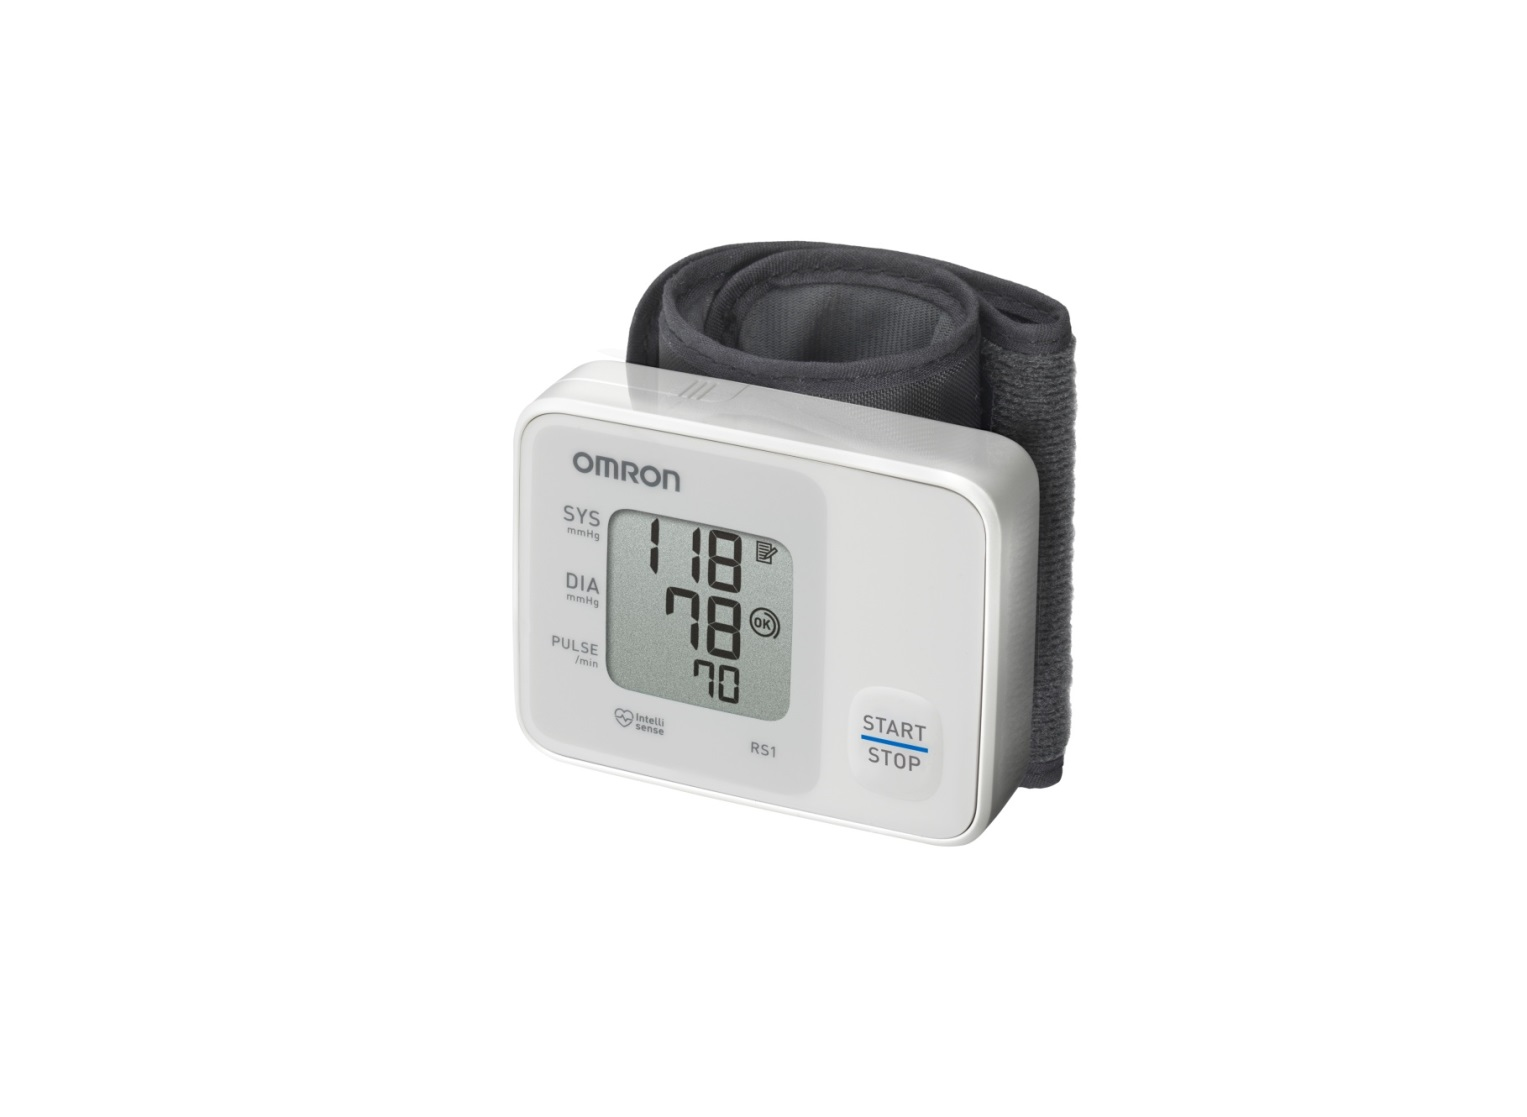 OMRON
SYS
mmHg
118
DIA
mmHg
78
OK
PULSE
/min
70
Intelli
sense
RS1
START
STOP